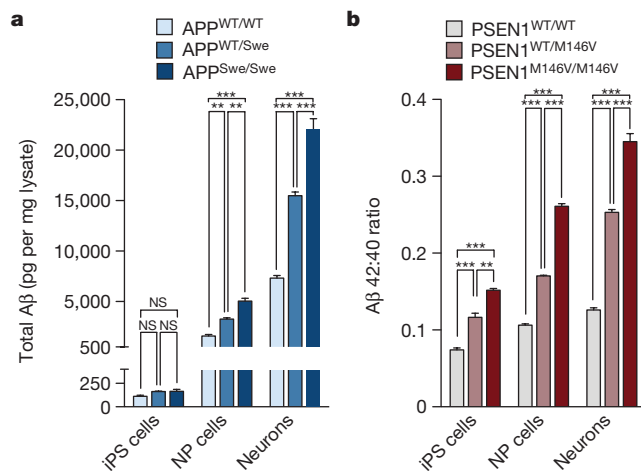 a
APP^WT/WT
APP^WT/Swe
APP^Swe/Swe
Total Aβ (pg per mg lysate)
25,000
20,000
15,000
10,000
5,000
500
250
0
NS
NS NS
***
** **
***
*** ***
iPS cells
NP cells
Neurons
b
PSEN1^WT/WT
PSEN1^WT/M146V
PSEN1^M146V/M146V
Aβ 42:40 ratio
0.4
0.3
0.2
0.1
0
***
*** **
***
*** ***
***
*** ***
iPS cells
NP cells
Neurons